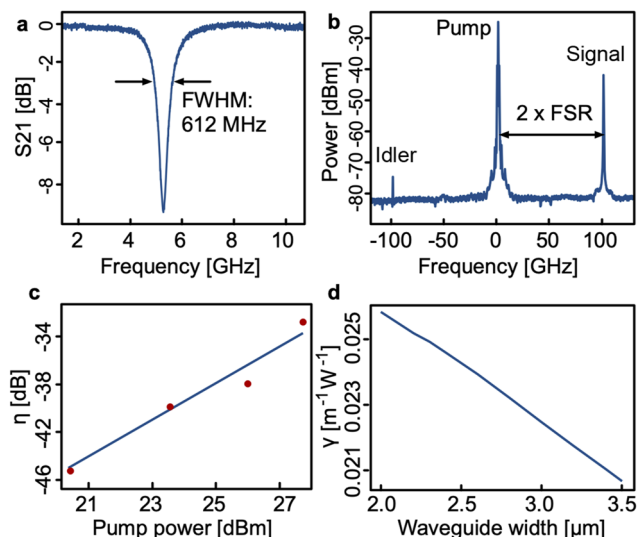 a
0
-2
-4
-6
-8
S21 [dB]
FWHM:
612 MHz
2 4 6 8 10
Frequency [GHz]
b
-30
-40
-50
-60
-70
-80
Power [dBm]
Pump
Signal
2 x FSR
Idler
-100 -50 0 50 100
Frequency [GHz]
c
-34
-38
-42
-46
η [dB]
21 23 25 27
Pump power [dBm]
d
0.025
0.023
0.021
γ [m⁻¹W⁻¹]
2.0 2.5 3.0 3.5
Waveguide width [μm]